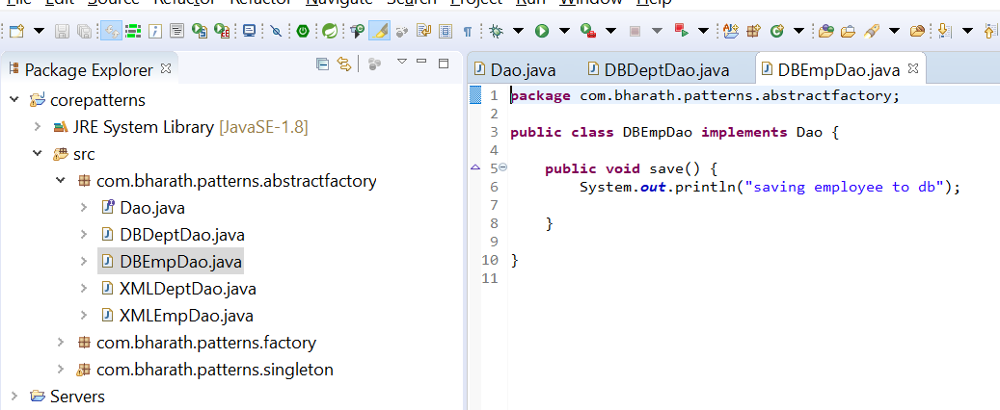 File Edit Source Refactor Refactor Navigate Search Project Run Window Help
Package Explorer
Dao.java DBDeptDao.java DBEmpDao.java
corepatterns
JRE System Library [JavaSE-1.8]
src
com.bharath.patterns.abstractfactory
Dao.java
DBDeptDao.java
DBEmpDao.java
XMLDeptDao.java
XMLEmpDao.java
com.bharath.patterns.factory
com.bharath.patterns.singleton
Servers
1 package com.bharath.patterns.abstractfactory;
2
3 public class DBEmpDao implements Dao {
4
5 public void save() {
6 System.out.println("saving employee to db");
7
8 }
9
10 }
11